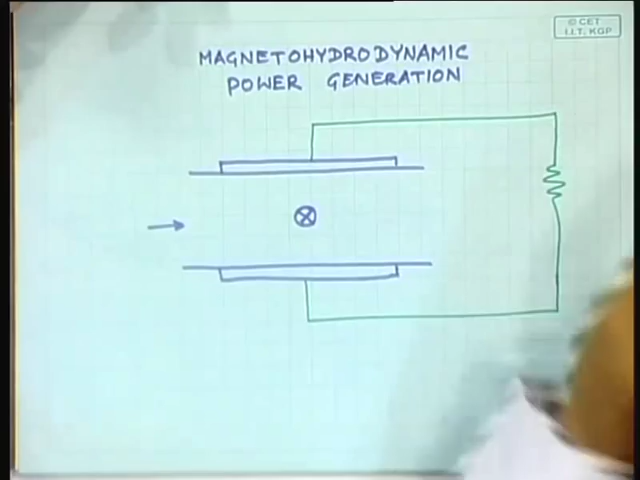 © CET
I.I.T. KGP
MAGNETOHYDRODYNAMIC
POWER GENERATION